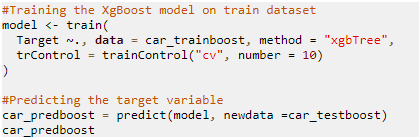 #Training the XgBoost model on train dataset
model <- train(
  Target ~., data = car_trainboost, method = "xgbTree",
  trControl = trainControl("cv", number = 10)
)

#Predicting the target variable
car_predboost = predict(model, newdata =car_testboost)
car_predboost